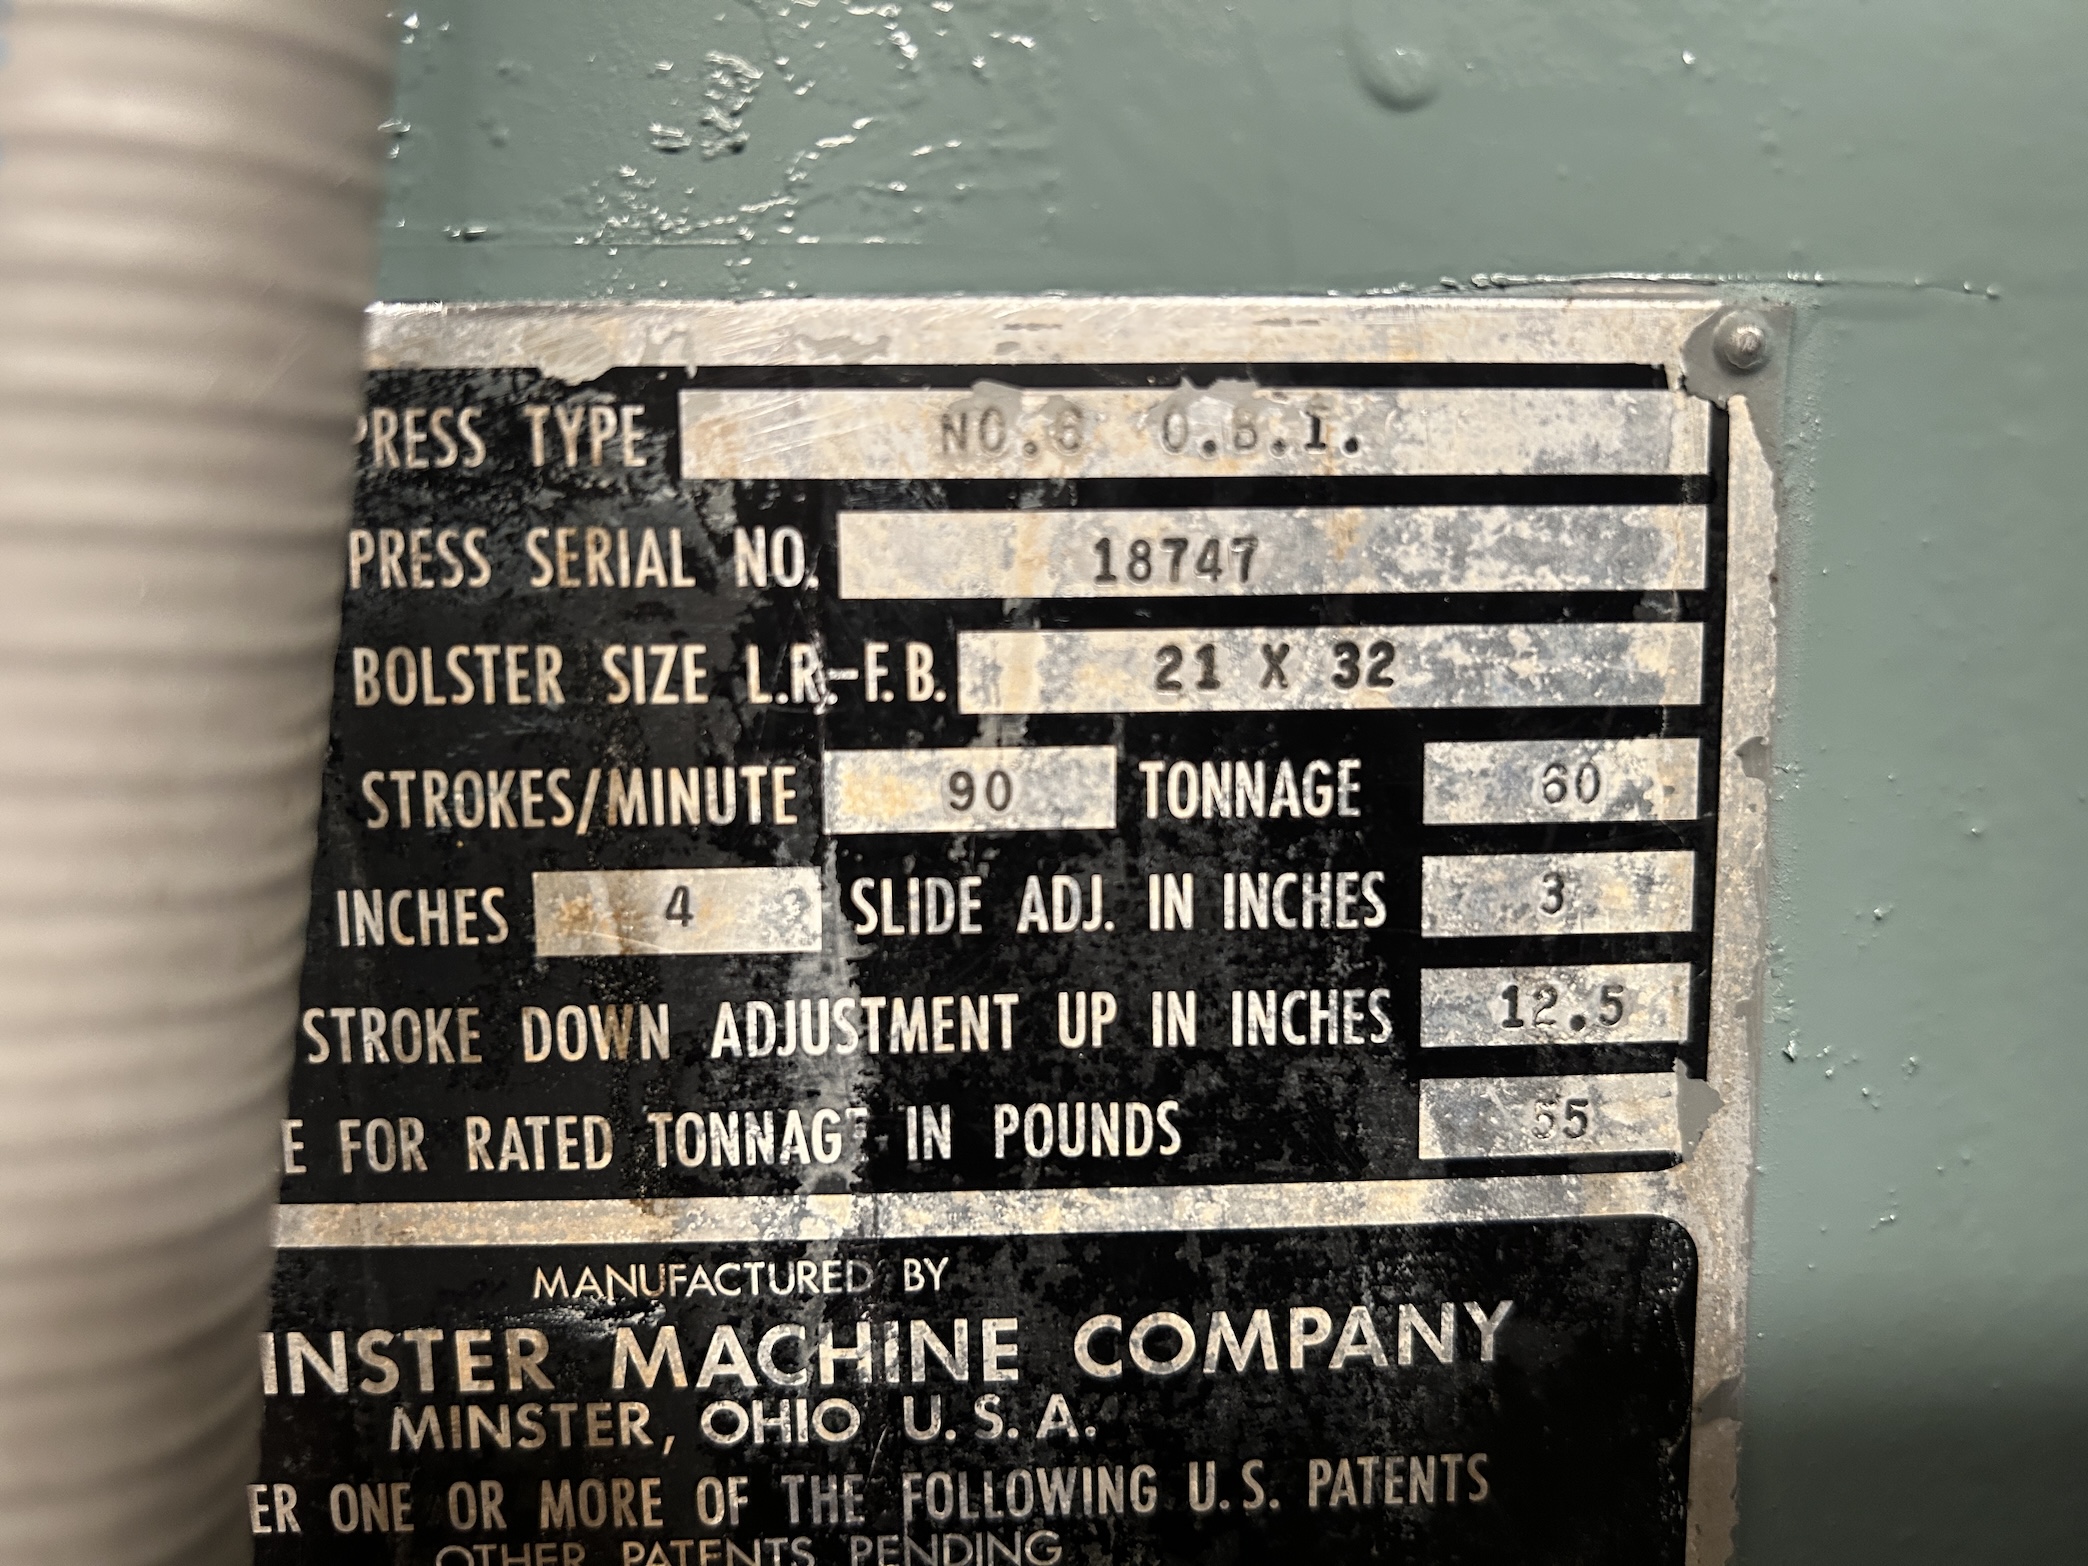 PRESS TYPE NO.6 O.B.I.
PRESS SERIAL NO. 18747
BOLSTER SIZE L.R.-F.B. 21 X 32
STROKES/MINUTE 90 TONNAGE 60
INCHES 4 SLIDE ADJ. IN INCHES 3
STROKE DOWN ADJUSTMENT UP IN INCHES 12.5
E FOR RATED TONNAGE IN POUNDS 55
MANUFACTURED BY
INSTER MACHINE COMPANY
MINSTER, OHIO U.S.A.
ER ONE OR MORE OF THE FOLLOWING U.S. PATENTS
OTHER PATENTS PENDING